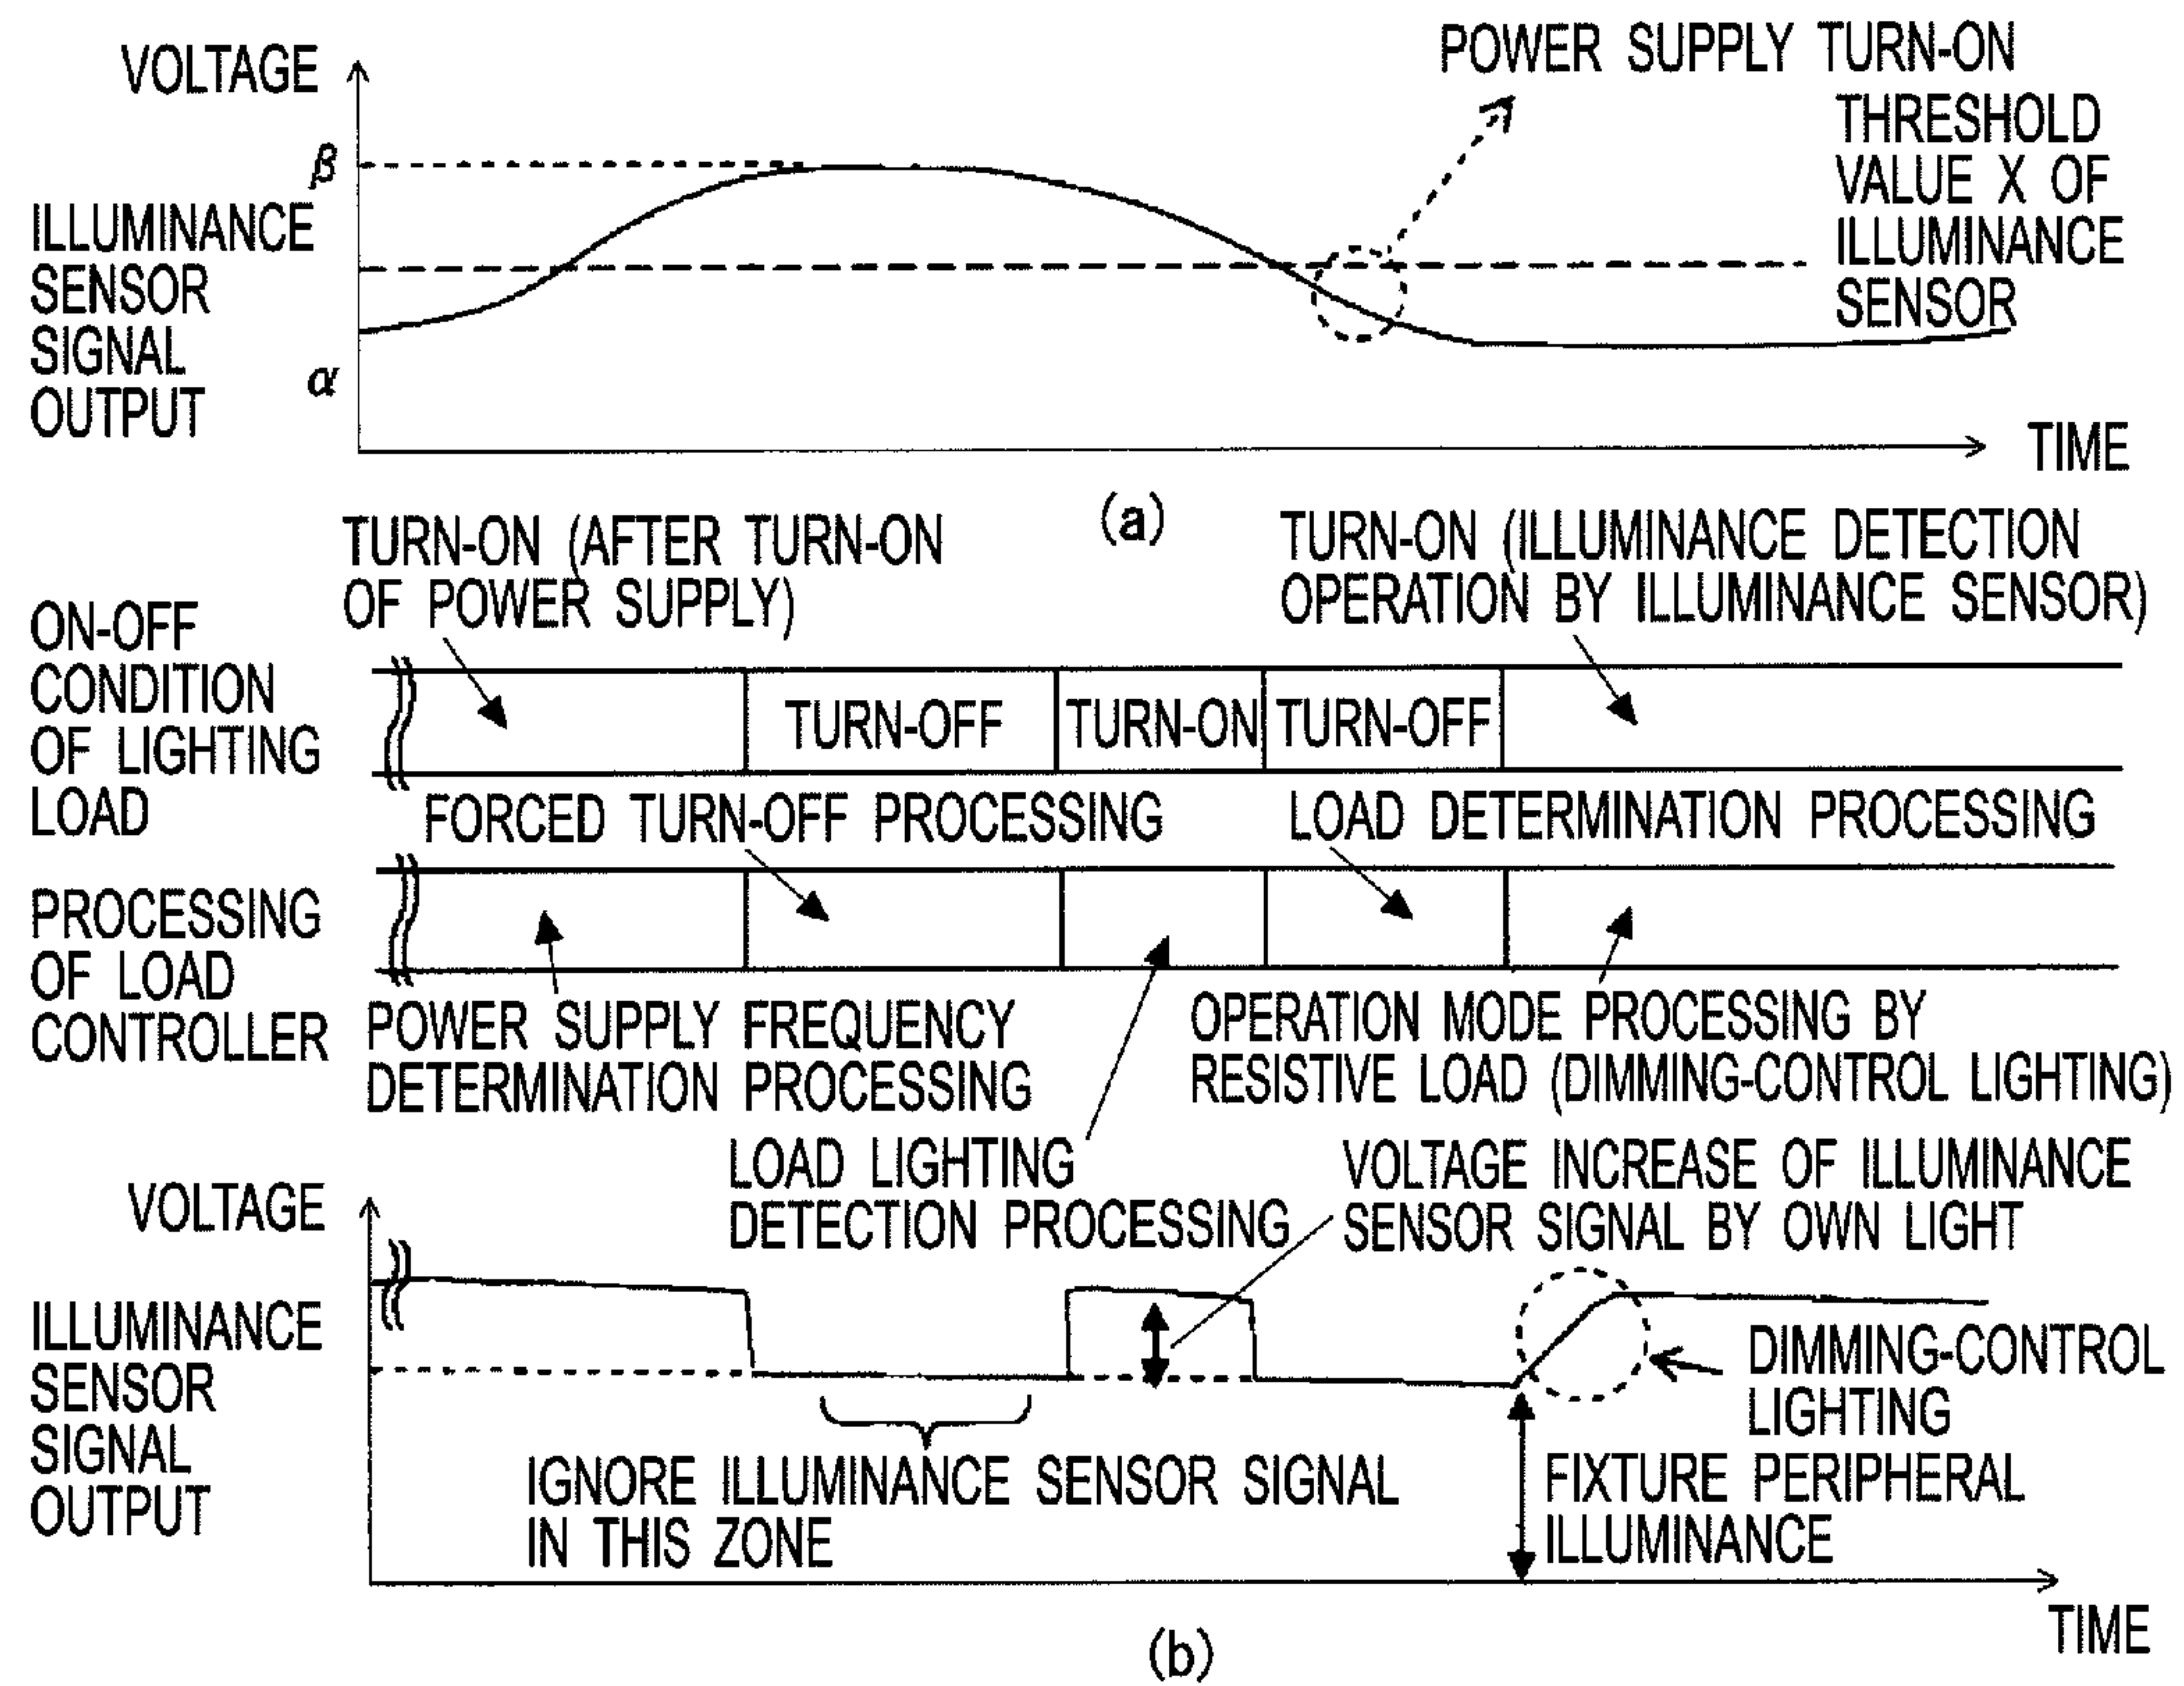 VOLTAGE
β
ILLUMINANCE
SENSOR
SIGNAL
OUTPUT
α
POWER SUPPLY TURN-ON
THRESHOLD
VALUE X OF
ILLUMINANCE
SENSOR
TIME
(a)
TURN-ON (AFTER TURN-ON
OF POWER SUPPLY)
TURN-ON (ILLUMINANCE DETECTION
OPERATION BY ILLUMINANCE SENSOR)
ON-OFF
CONDITION
OF LIGHTING
LOAD
TURN-OFF
TURN-ON
TURN-OFF
FORCED TURN-OFF PROCESSING
LOAD DETERMINATION PROCESSING
PROCESSING
OF LOAD
CONTROLLER
POWER SUPPLY FREQUENCY
DETERMINATION PROCESSING
OPERATION MODE PROCESSING BY
RESISTIVE LOAD (DIMMING-CONTROL LIGHTING)
LOAD LIGHTING
DETECTION PROCESSING
VOLTAGE INCREASE OF ILLUMINANCE
SENSOR SIGNAL BY OWN LIGHT
VOLTAGE
ILLUMINANCE
SENSOR
SIGNAL
OUTPUT
DIMMING-CONTROL
LIGHTING
IGNORE ILLUMINANCE SENSOR SIGNAL
IN THIS ZONE
FIXTURE PERIPHERAL
ILLUMINANCE
TIME
(b)